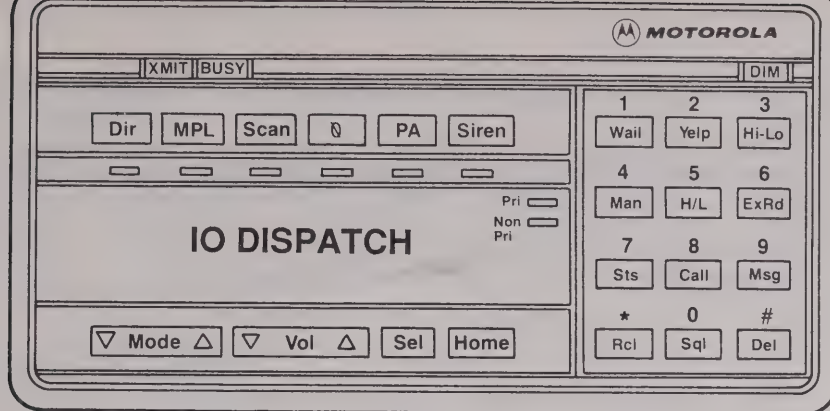 MOTOROLA
XMIT BUSY DIM
Dir MPL Scan PA Siren
Pri
Non
Pri
IO DISPATCH
▽ Mode △ ▽ Vol △ Sel Home
1 2 3
Wail Yelp Hi-Lo
4 5 6
Man H/L ExRd
7 8 9
Sts Call Msg
* 0 #
Rcl Sql Del